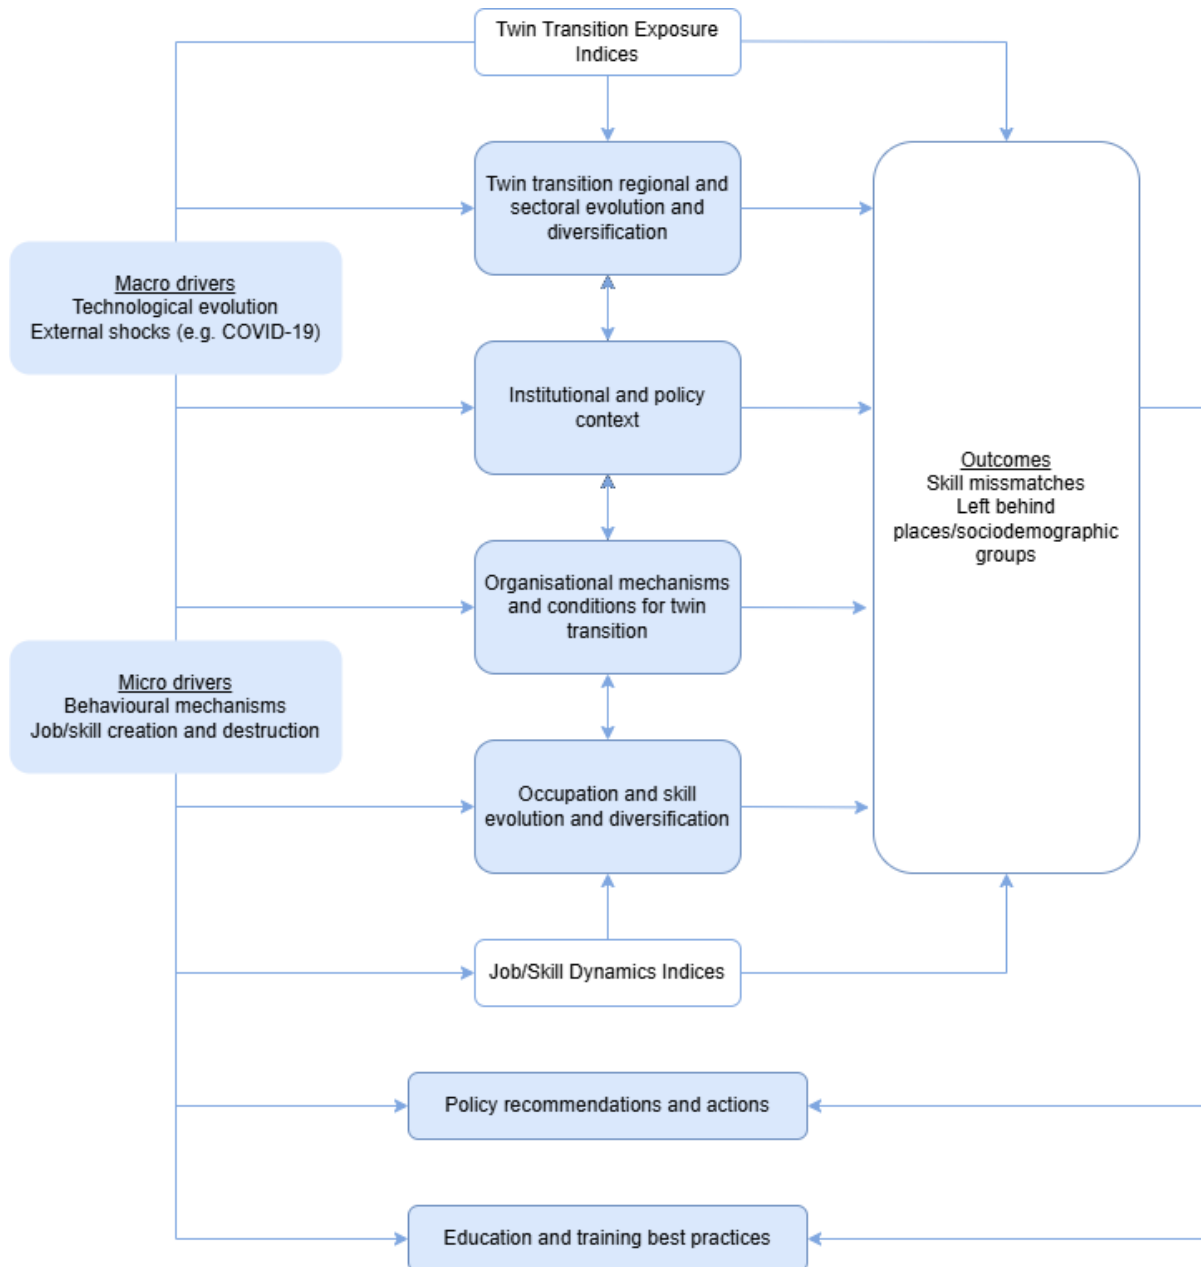 Twin Transition Exposure
Indices
Twin transition regional and
sectoral evolution and
diversification
Macro drivers
Technological evolution
External shocks (e.g. COVID-19)
Institutional and policy
context
Outcomes
Skill missmatches
Left behind
places/sociodemographic
groups
Organisational mechanisms
and conditions for twin
transition
Micro drivers
Behavioural mechanisms
Job/skill creation and destruction
Occupation and skill
evolution and diversification
Job/Skill Dynamics Indices
Policy recommendations and actions
Education and training best practices